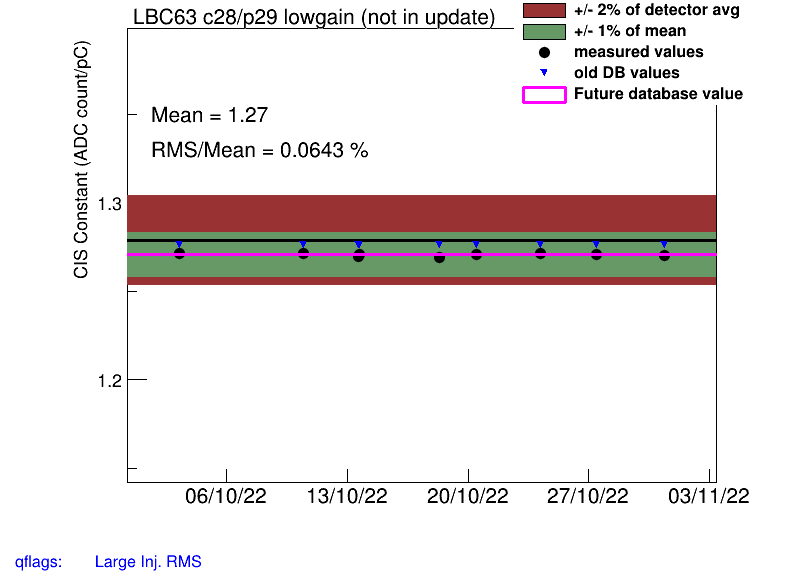 LBC63 c28/p29 lowgain (not in update)
+/- 2% of detector avg
+/- 1% of mean
measured values
old DB values
Future database value
CIS Constant (ADC count/pC)
Mean = 1.27
RMS/Mean = 0.0643 %
1.3
1.2
06/10/22 13/10/22 20/10/22 27/10/22 03/11/22
qflags: Large Inj. RMS